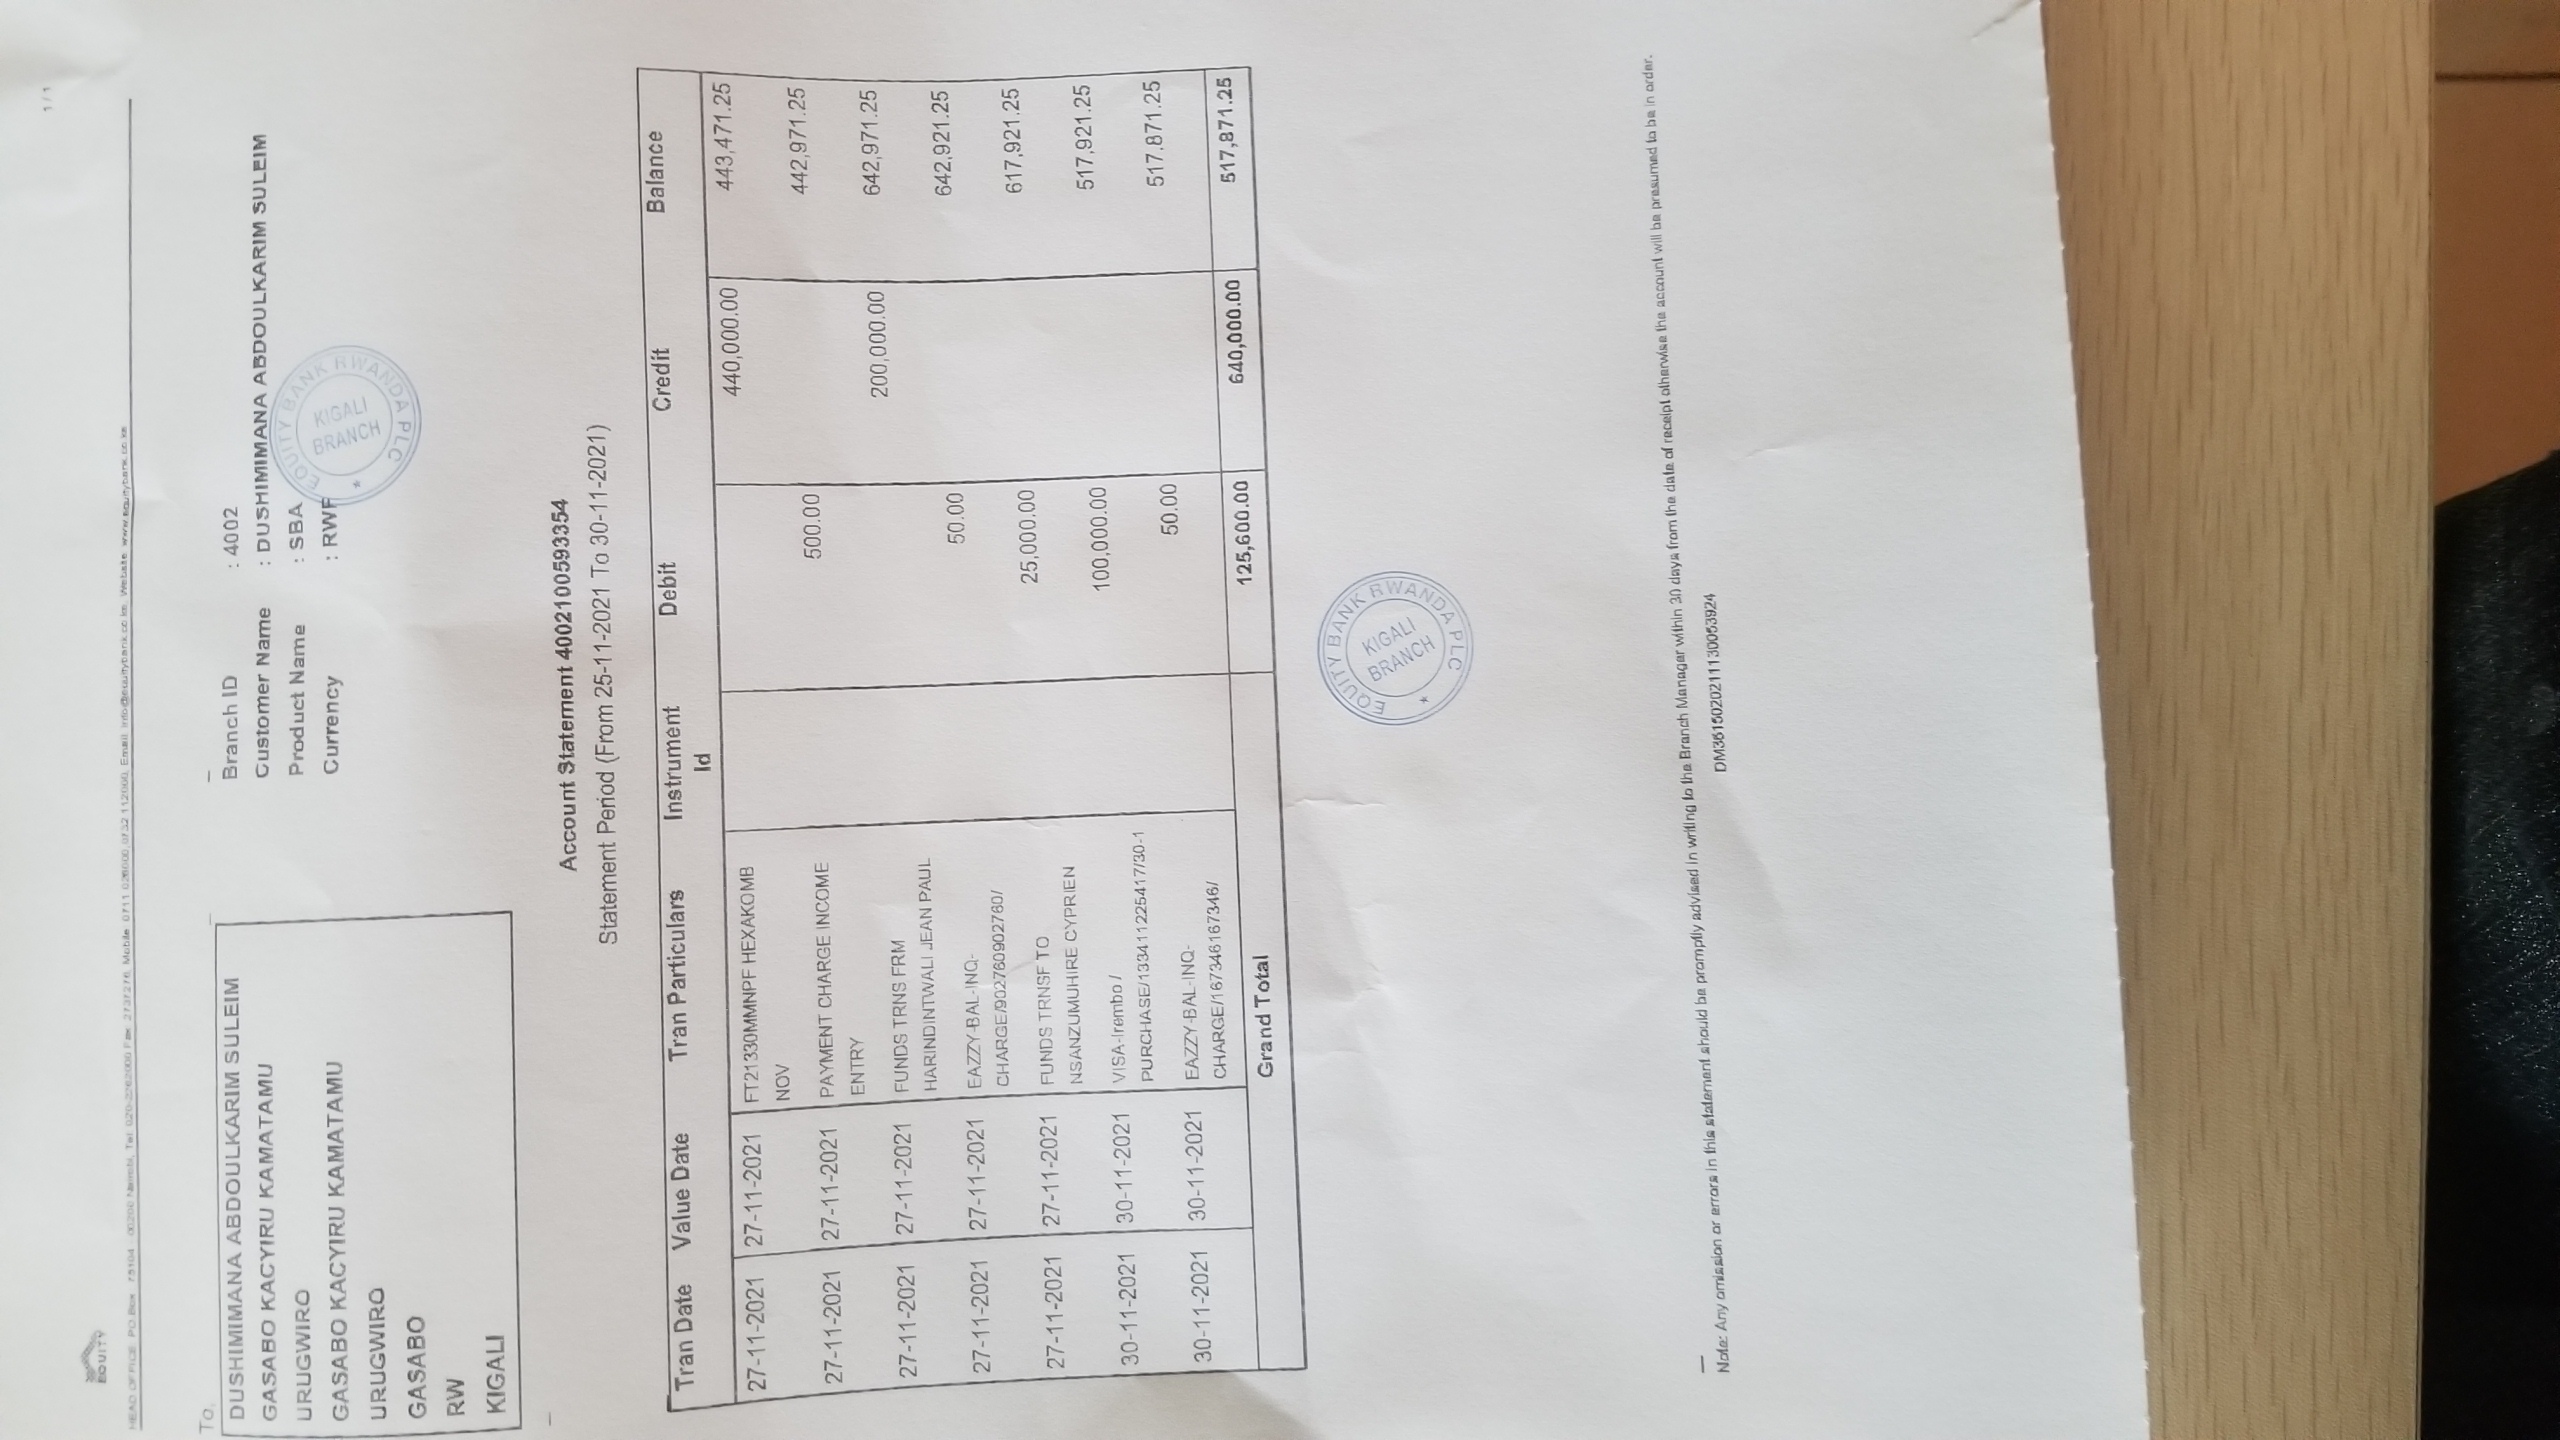 1 / 1
EQUITY
HEAD OFFICE: P.O.Box : 75104 - 00200 Nairobi, Tel: 020-2262000 Fax: 2737276, Mobile: 0711 026000, 0732 112000, Email: info@equitybank.co.ke, Website: www.equitybank.co.ke
To,
DUSHIMIMANA ABDOULKARIM SULEIM
GASABO KACYIRU KAMATAMU
URUGWIRO
GASABO KACYIRU KAMATAMU
URUGWIRO
GASABO
RW
KIGALI
Branch ID : 4002
Customer Name : DUSHIMIMANA ABDOULKARIM SULEIM
Product Name : SBA
Currency : RWF
EQUITY BANK RWANDA PLC
KIGALI
BRANCH
Account Statement 4002100593354
Statement Period (From 25-11-2021 To 30-11-2021)
Tran Date Value Date Tran Particulars Instrument Debit Credit Balance
Id
27-11-2021 27-11-2021 FT21330MMNPF HEXAKOMB 440,000.00 443,471.25
NOV
27-11-2021 27-11-2021 PAYMENT CHARGE INCOME 500.00 442,971.25
ENTRY
27-11-2021 27-11-2021 FUNDS TRNS FRM 200,000.00 642,971.25
HARINDINTWALI JEAN PAUL
27-11-2021 27-11-2021 EAZZY-BAL-INQ- 50.00 642,921.25
CHARGE/902760902760/
27-11-2021 27-11-2021 FUNDS TRNSF TO 25,000.00 617,921.25
NSANZUMUHIRE CYPRIEN
30-11-2021 30-11-2021 VISA-Irembo / 100,000.00 517,921.25
PURCHASE/133411225417/30-1
30-11-2021 30-11-2021 EAZZY-BAL-INQ- 50.00 517,871.25
CHARGE/167346167346/
Grand Total 125,600.00 640,000.00 517,871.25
EQUITY BANK RWANDA PLC
KIGALI
BRANCH
Note: Any omission or errors in this statement should be promptly advised in writing to the Branch Manager within 30 days from the date of receipt otherwise the account will be presumed to be in order.
DM3615020211130053924